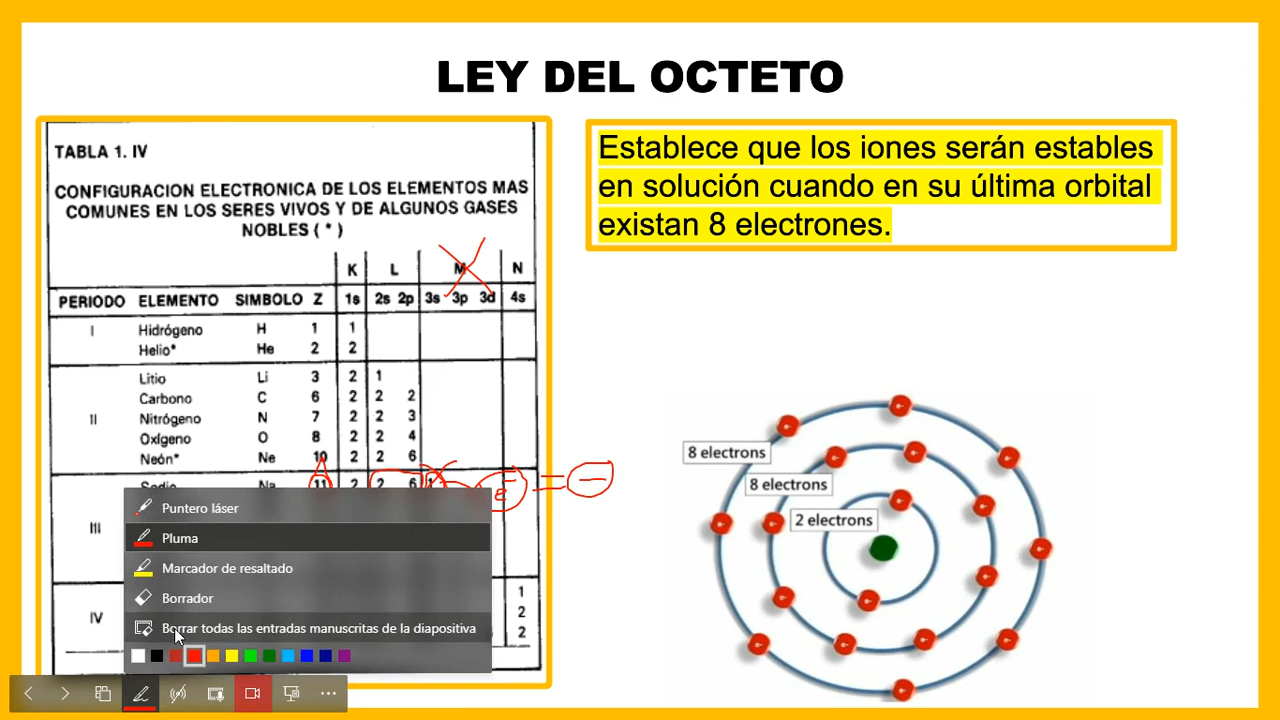 LEY DEL OCTETO
TABLA 1. IV
CONFIGURACION ELECTRONICA DE LOS ELEMENTOS MAS
COMUNES EN LOS SERES VIVOS Y DE ALGUNOS GASES
NOBLES ( * )
K L M N
PERIODO ELEMENTO SIMBOLO Z 1s 2s 2p 3s 3p 3d 4s
I Hidrógeno H 1 1
Helio* He 2 2
Litio Li 3 2 1
Carbono C 6 2 2 2
II Nitrógeno N 7 2 2 3
Oxígeno O 8 2 2 4
Neón* Ne 10 2 2 6
Sodio Na 11 2 2 6 1
III
IV
1
2
2
Establece que los iones serán estables
en solución cuando en su última orbital
existan 8 electrones.
8 electrons
8 electrons
2 electrons
Puntero láser
Pluma
Marcador de resaltado
Borrador
Borrar todas las entradas manuscritas de la diapositiva